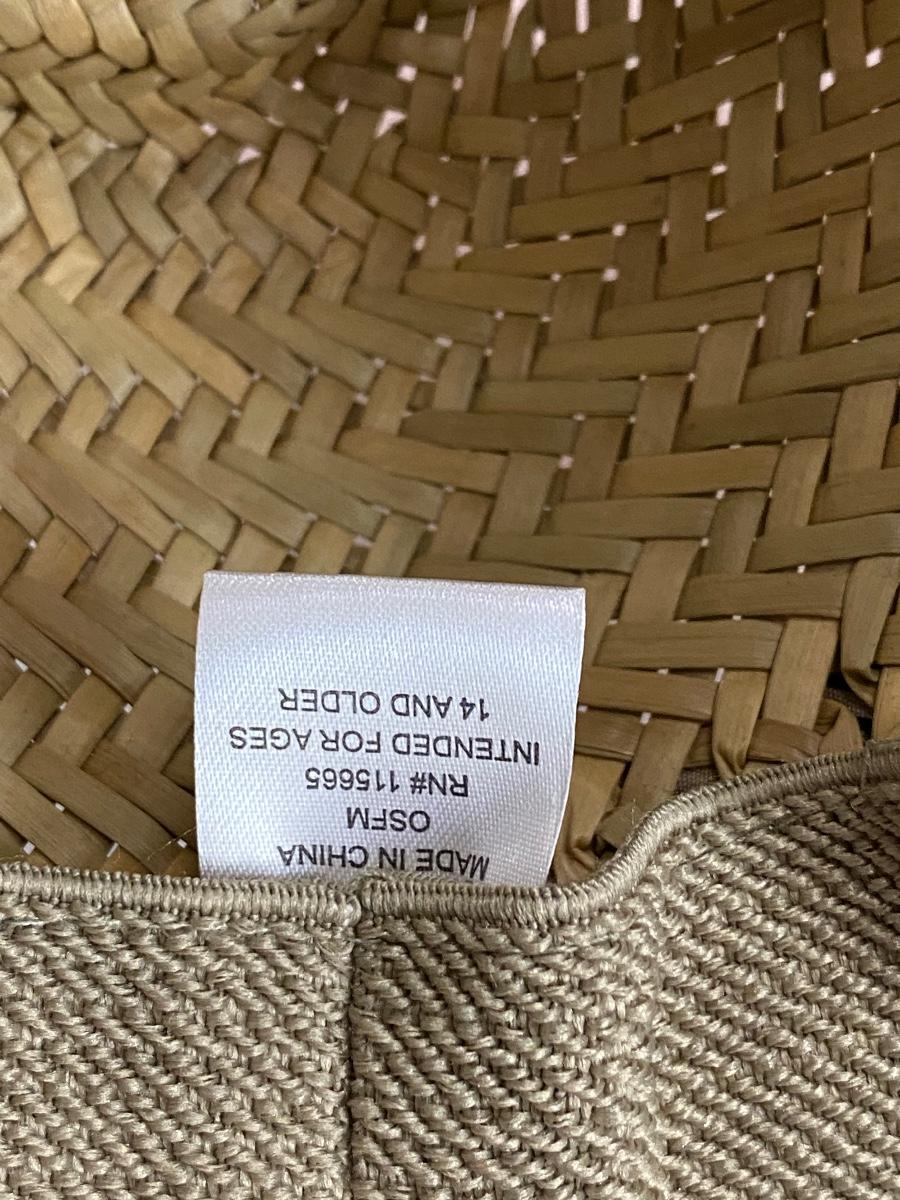 MADE IN CHINA
OSFM
RN# 115665
INTENDED FOR AGES
14 AND OLDER